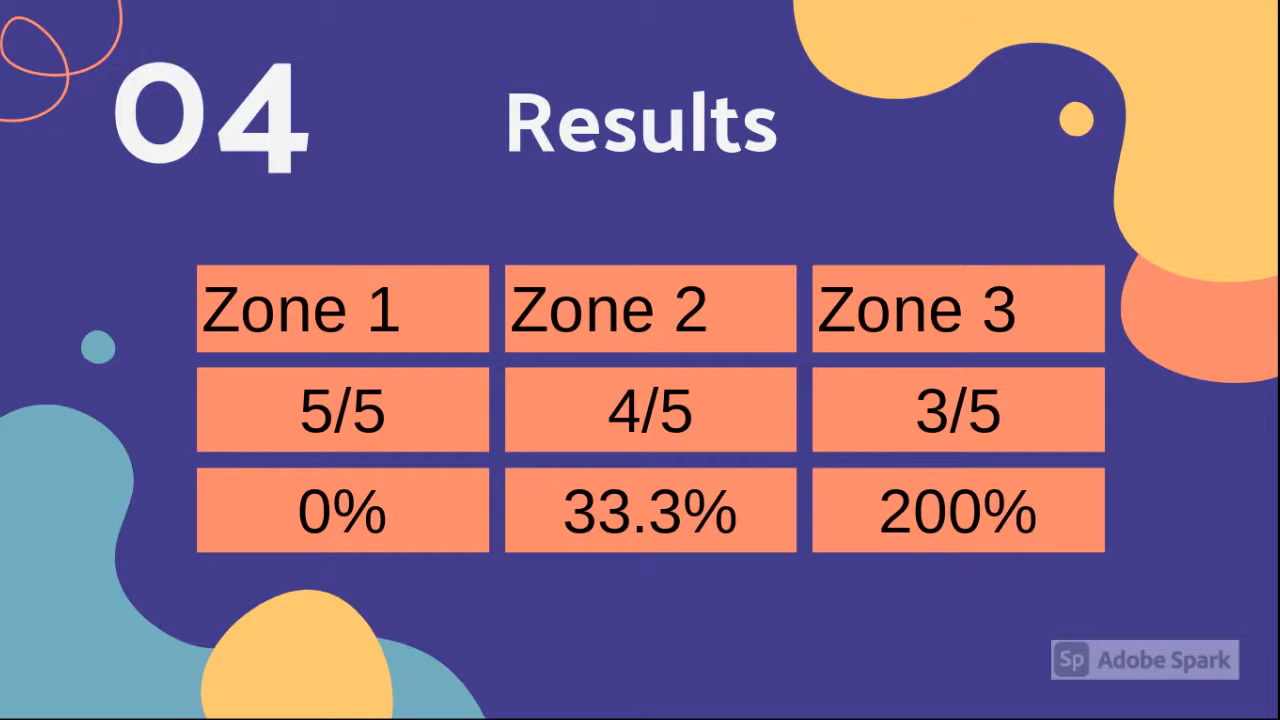 04
Results
Zone 1 Zone 2 Zone 3
5/5 4/5 3/5
0% 33.3% 200%
Sp Adobe Spark